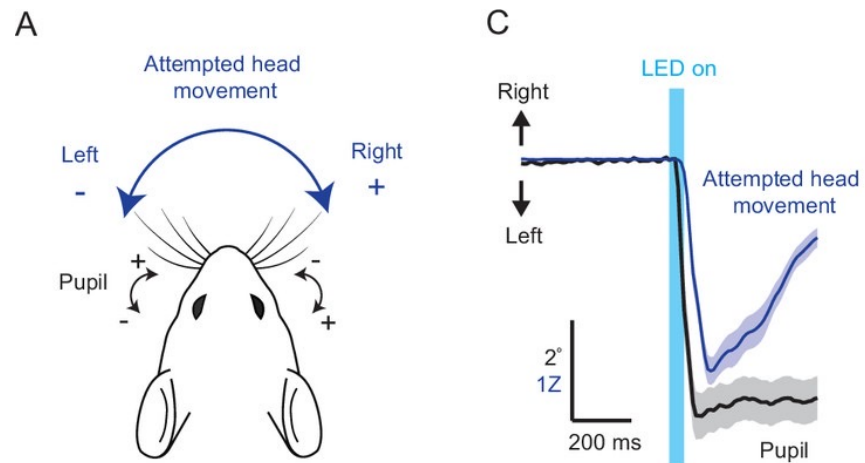 A
Attempted head
movement
Left
-
Right
+
Pupil
+
-
-
+
C
LED on
Right
Left
Attempted head
movement
2°
1Z
200 ms
Pupil